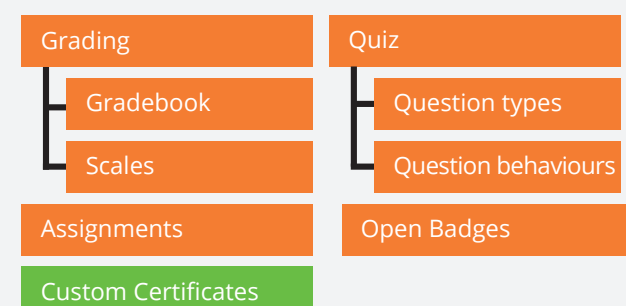 Grading
Gradebook
Scales
Assignments
Custom Certificates
Quiz
Question types
Question behaviours
Open Badges